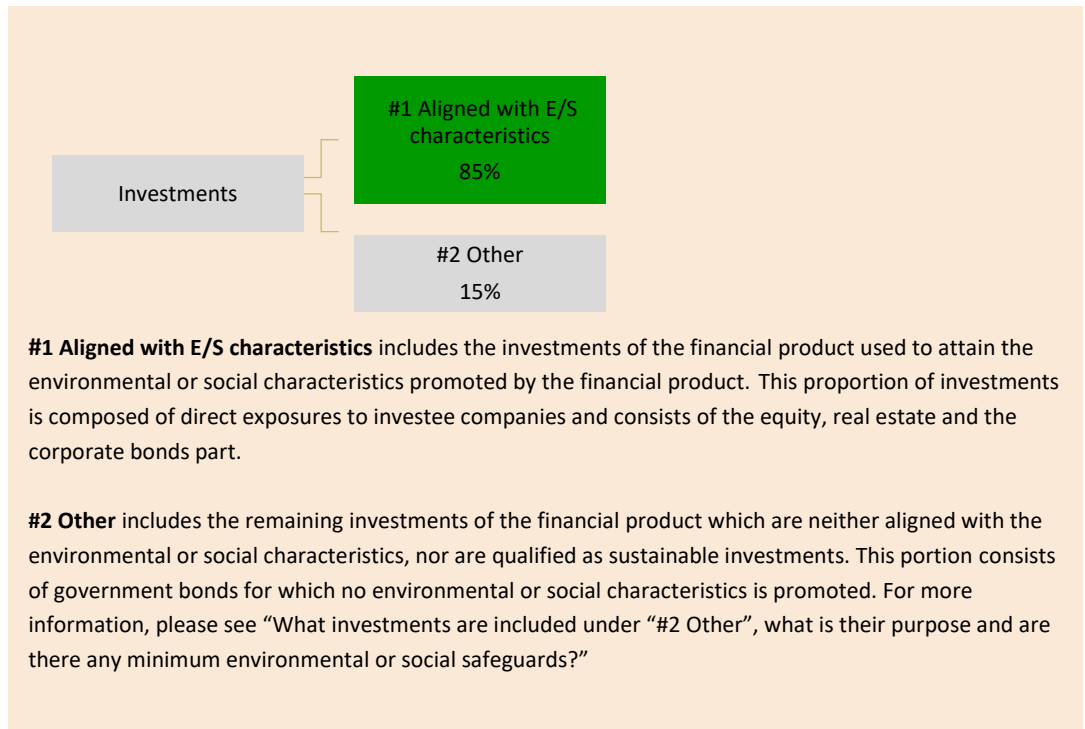 #1 Aligned with E/S
characteristics
85%
Investments
#2 Other
15%
#1 Aligned with E/S characteristics includes the investments of the financial product used to attain the
environmental or social characteristics promoted by the financial product. This proportion of investments
is composed of direct exposures to investee companies and consists of the equity, real estate and the
corporate bonds part.
#2 Other includes the remaining investments of the financial product which are neither aligned with the
environmental or social characteristics, nor are qualified as sustainable investments. This portion consists
of government bonds for which no environmental or social characteristics is promoted. For more
information, please see “What investments are included under “#2 Other”, what is their purpose and are
there any minimum environmental or social safeguards?”